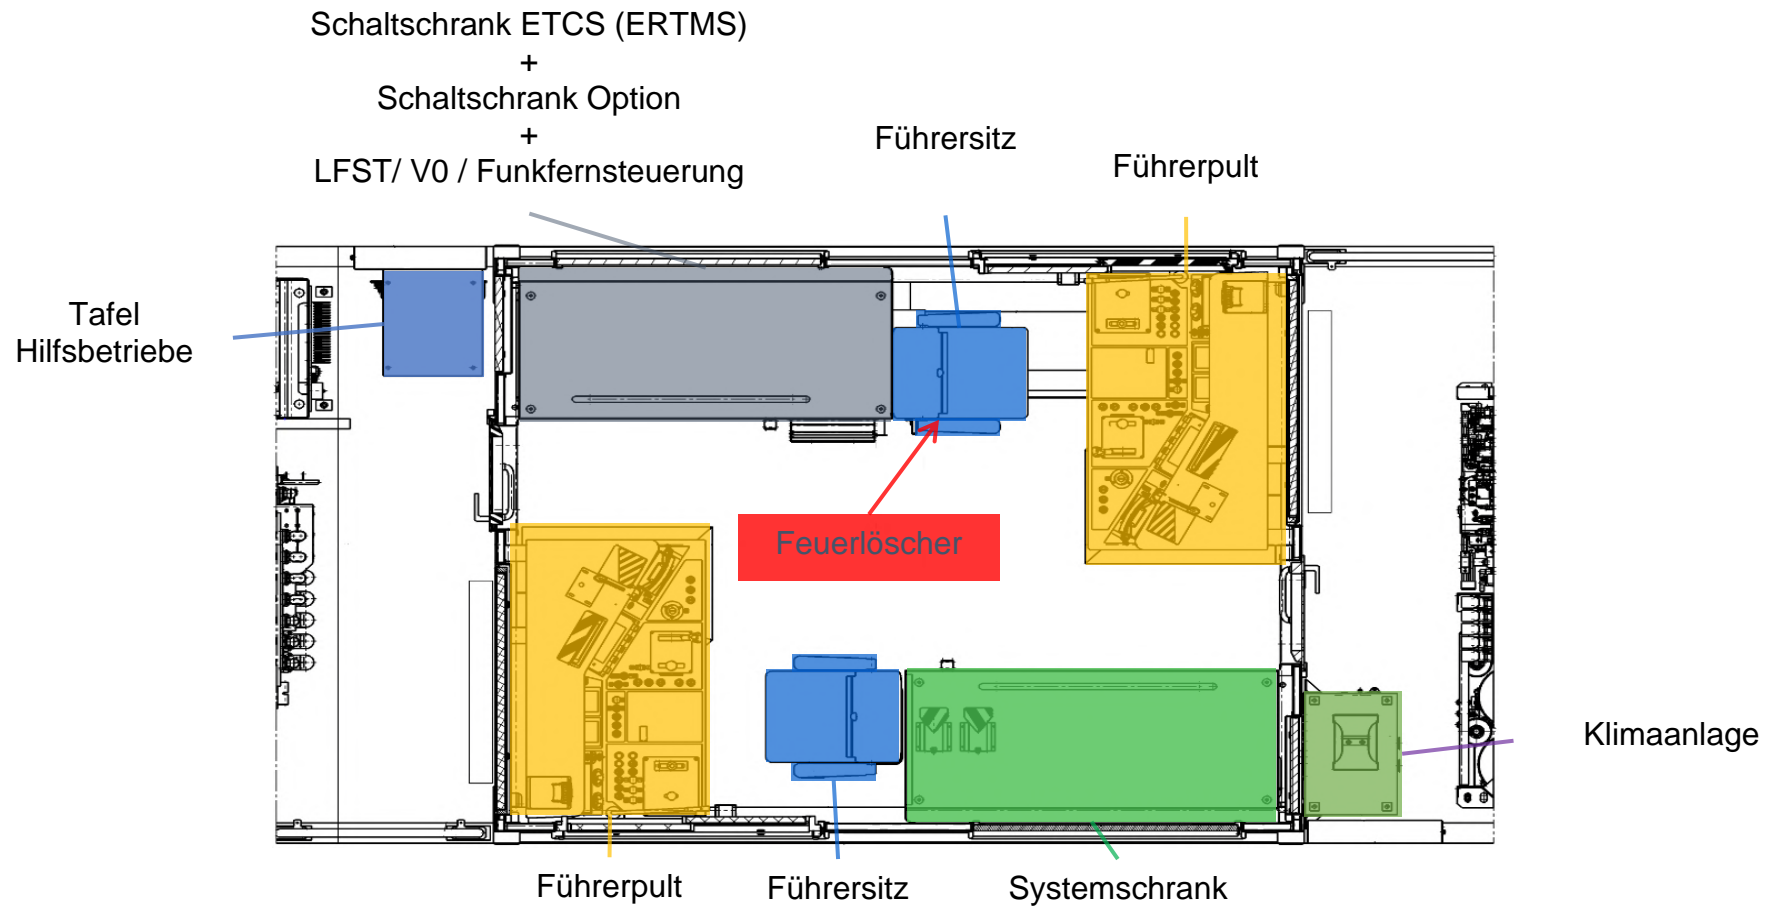 Schaltschrank ETCS (ERTMS)
+
Schaltschrank Option
+
LFST/ V0 / Funkfernsteuerung
Führersitz
Führerpult
Tafel
Hilfsbetriebe
Feuerlöscher
Klimaanlage
Führerpult
Führersitz
Systemschrank